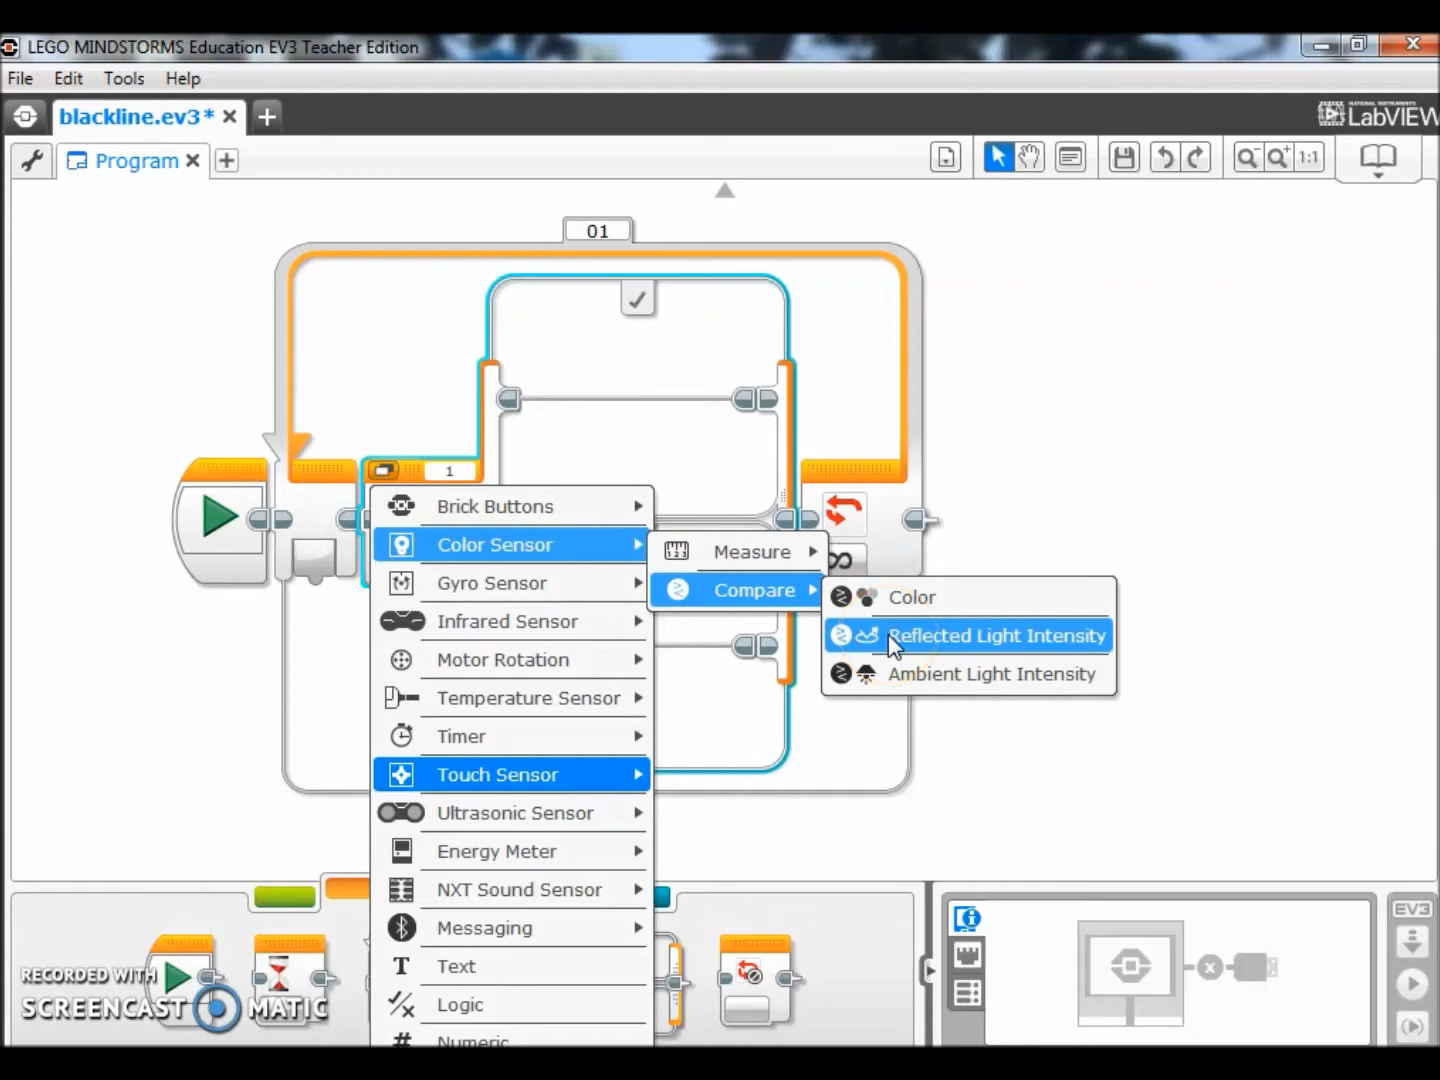 LEGO MINDSTORMS Education EV3 Teacher Edition
File Edit Tools Help
blackline.ev3*
NATIONAL INSTRUMENTS
LabVIEW
Program
1:1
01
1
Brick Buttons
Color Sensor
Gyro Sensor
Infrared Sensor
Motor Rotation
Temperature Sensor
Timer
Touch Sensor
Ultrasonic Sensor
Energy Meter
NXT Sound Sensor
Messaging
Text
Logic
Numeric
Measure
Compare
Color
Reflected Light Intensity
Ambient Light Intensity
EV3
RECORDED WITH
SCREENCAST MATIC